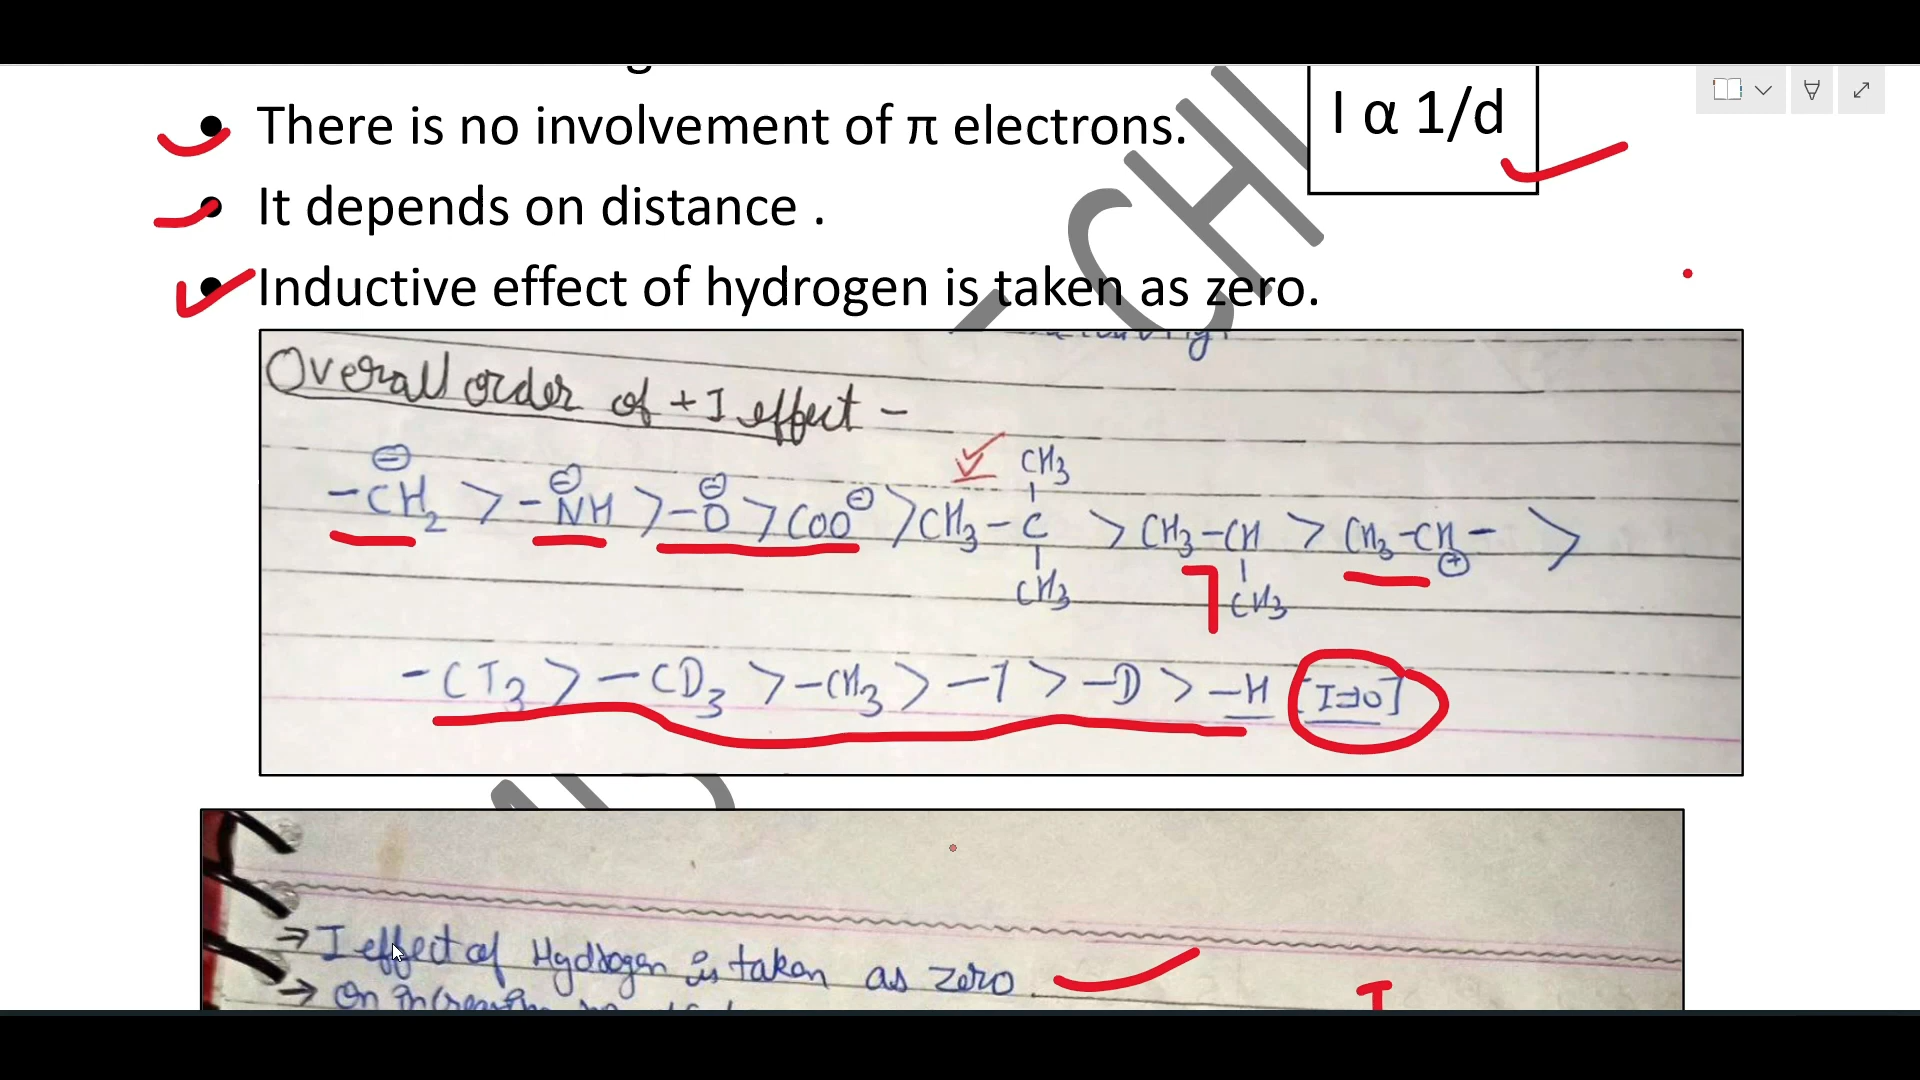 There is no involvement of π electrons.
I α 1/d
It depends on distance .
Inductive effect of hydrogen is taken as zero.
Overall order of + I effect -
-CH₂⊖ > -NH⊖ > -O⊖ > COO⊖ > CH₃-C(CH₃)(CH₃) > CH₃-CH(CH₃) > CH₃-CH⊕- >
-CT₃ > -CD₃ > -CH₃ > -T > -D > -H [I=0]
→ I effect of Hydrogen is taken as zero
→ On increasing